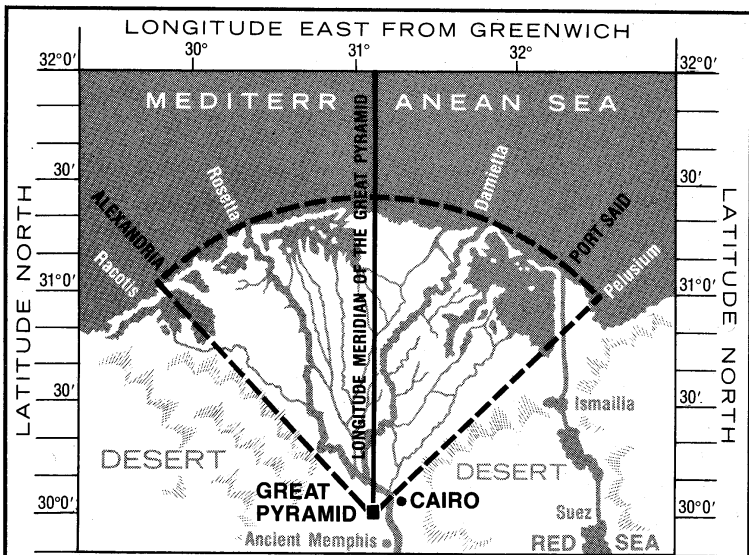 LONGITUDE EAST FROM GREENWICH
30° 31° 32°
32°0' 32°0'
MEDITERRANEAN SEA
LONGITUDE MERIDIAN OF THE GREAT PYRAMID
Rosetta
Damietta
30' 30'
ALEXANDRIA
PORT SAID
Racotis
Pelusium
31°0' 31°0'
LATITUDE NORTH
LATITUDE NORTH
30' 30'
Ismailia
DESERT
DESERT
GREAT
PYRAMID
CAIRO
Suez
30°0' 30°0'
Ancient Memphis
RED SEA